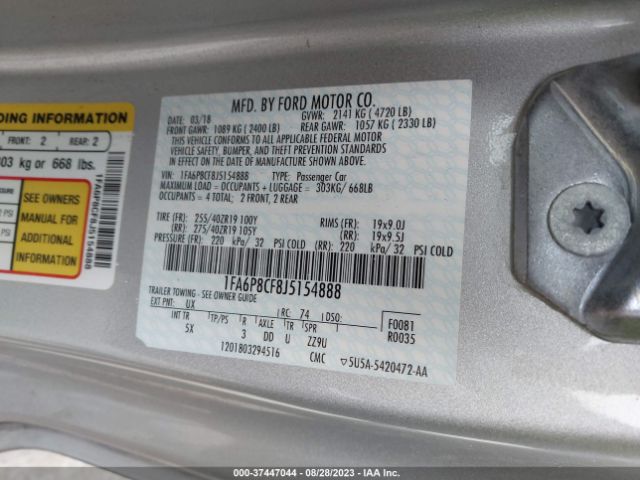 DING INFORMATION
FRONT: 2 REAR: 2
303 kg or 668 lbs.
SEE OWNERS
MANUAL FOR
ADDITIONAL
INFORMATION
PSI
PSI
1FA6P8CF8J5154888
MFD. BY FORD MOTOR CO.
DATE: 03/18 GVWR: 2141 KG ( 4720 LB)
FRONT GAWR: 1089 KG ( 2400 LB) REAR GAWR: 1057 KG ( 2330 LB)
THIS VEHICLE CONFORMS TO ALL APPLICABLE FEDERAL MOTOR
VEHICLE SAFETY, BUMPER, AND THEFT PREVENTION STANDARDS IN
EFFECT ON THE DATE OF MANUFACTURE SHOWN ABOVE.
VIN: 1FA6P8CF8J5154888 TYPE: Passenger Car
MAXIMUM LOAD = OCCUPANTS + LUGGAGE = 303KG/ 668LB
OCCUPANTS = 4 TOTAL, 2 FRONT, 2 REAR
TIRE (FR): 255/40ZR19 100Y RIMS (FR): 19x9.0J
(RR): 275/40ZR19 105Y (RR): 19x9.5J
PRESSURE (FR): 220 kPa/ 32 PSI COLD (RR): 220 kPa/ 32 PSI COLD
1FA6P8CF8J5154888
TRAILER TOWING - SEE OWNER GUIDE
EXT PNT: UX RC: 74 DSO: F0081
INT TR TP/PS R AXLE TR SPR R0035
5X 3 DD U ZZ9U
1201803294516 CMC ▽5U5A-5420472-AA
000-37447044 / 08/28/2023 / IAA.COM